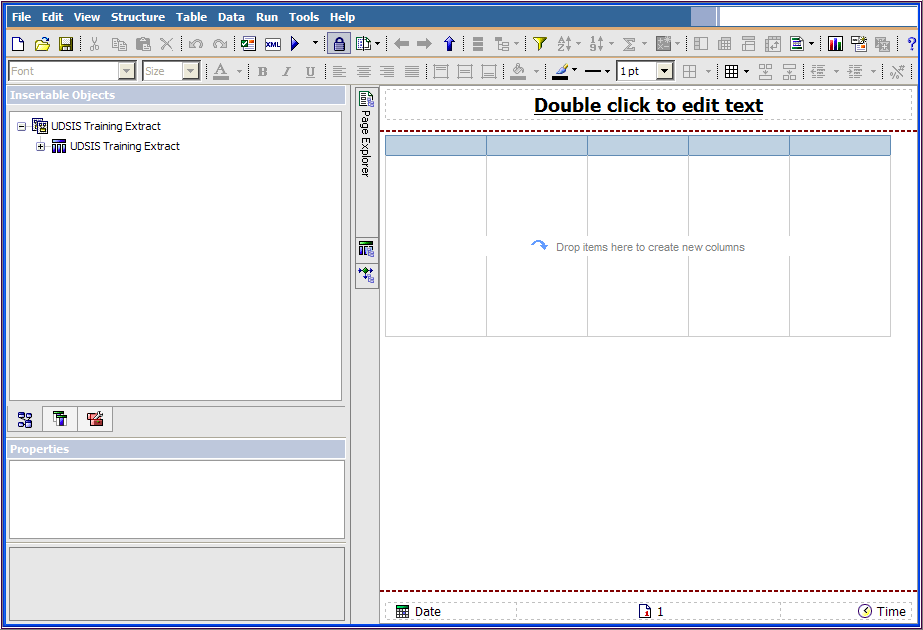 File Edit View Structure Table Data Run Tools Help
XML
?
Font Size A B I U 1 pt
Insertable Objects
UDSIS Training Extract
UDSIS Training Extract
Page Explorer
Double click to edit text
Drop items here to create new columns
Properties
Date 1 Time